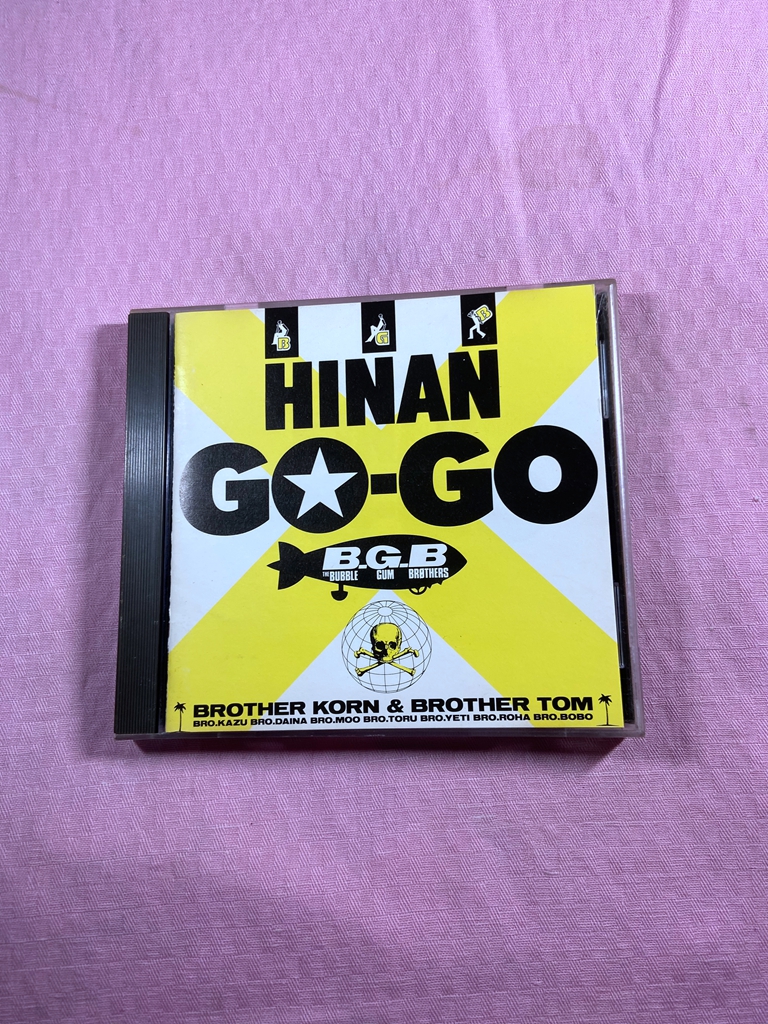 B G B
HINAN
GO-GO
B.G.B
THE BUBBLE GUM BRØTHERS
BROTHER KORN & BROTHER TOM
BRO.KAZU BRO.DAINA BRO.MOO BRO.TORU BRO.YETI BRO.ROHA BRO.BOBO